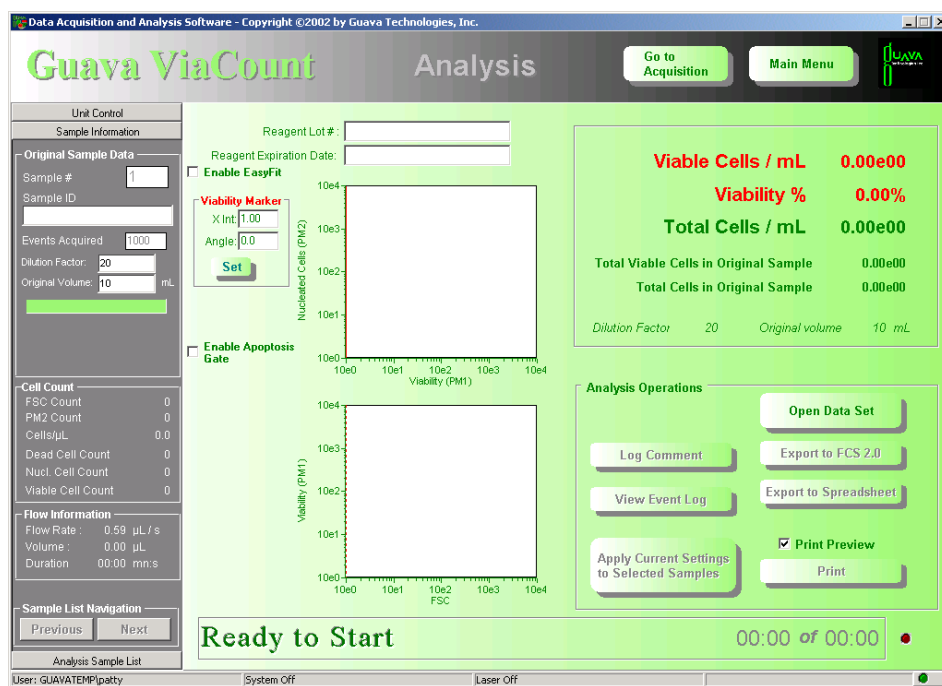 Data Acquisition and Analysis Software - Copyright ©2002 by Guava Technologies, Inc.
Guava ViaCount
Analysis
Go to
Acquisition
Main Menu
guava
Unit Control
Sample Information
Original Sample Data
Sample # 1
Sample ID
Events Acquired 1000
Dilution Factor: 20
Original Volume: 10 mL
Cell Count
FSC Count 0
PM2 Count 0
Cells/µL 0.0
Dead Cell Count 0
Nucl. Cell Count 0
Viable Cell Count 0
Flow Information
Flow Rate : 0.59 µL / s
Volume : 0.00 µL
Duration 00:00 mn:s
Sample List Navigation
Previous Next
Analysis Sample List
Reagent Lot # :
Reagent Expiration Date:
Enable EasyFit
Viability Marker
X Int: 1.00
Angle: 0.0
Set
Enable Apoptosis
Gate
Nucleated Cells (PM2)
10e4
10e3
10e2
10e1
10e0
10e0 10e1 10e2 10e3 10e4
Viability (PM1)
Viability (PM1)
10e4
10e3
10e2
10e1
10e0
10e0 10e1 10e2 10e3 10e4
FSC
Viable Cells / mL 0.00e00
Viability % 0.00%
Total Cells / mL 0.00e00
Total Viable Cells in Original Sample 0.00e00
Total Cells in Original Sample 0.00e00
Dilution Factor 20 Original volume 10 mL
Analysis Operations
Open Data Set
Log Comment
Export to FCS 2.0
View Event Log
Export to Spreadsheet
Apply Current Settings
to Selected Samples
Print Preview
Print
Ready to Start
00:00 of 00:00
User: GUAVATEMP\patty
System Off
Laser Off